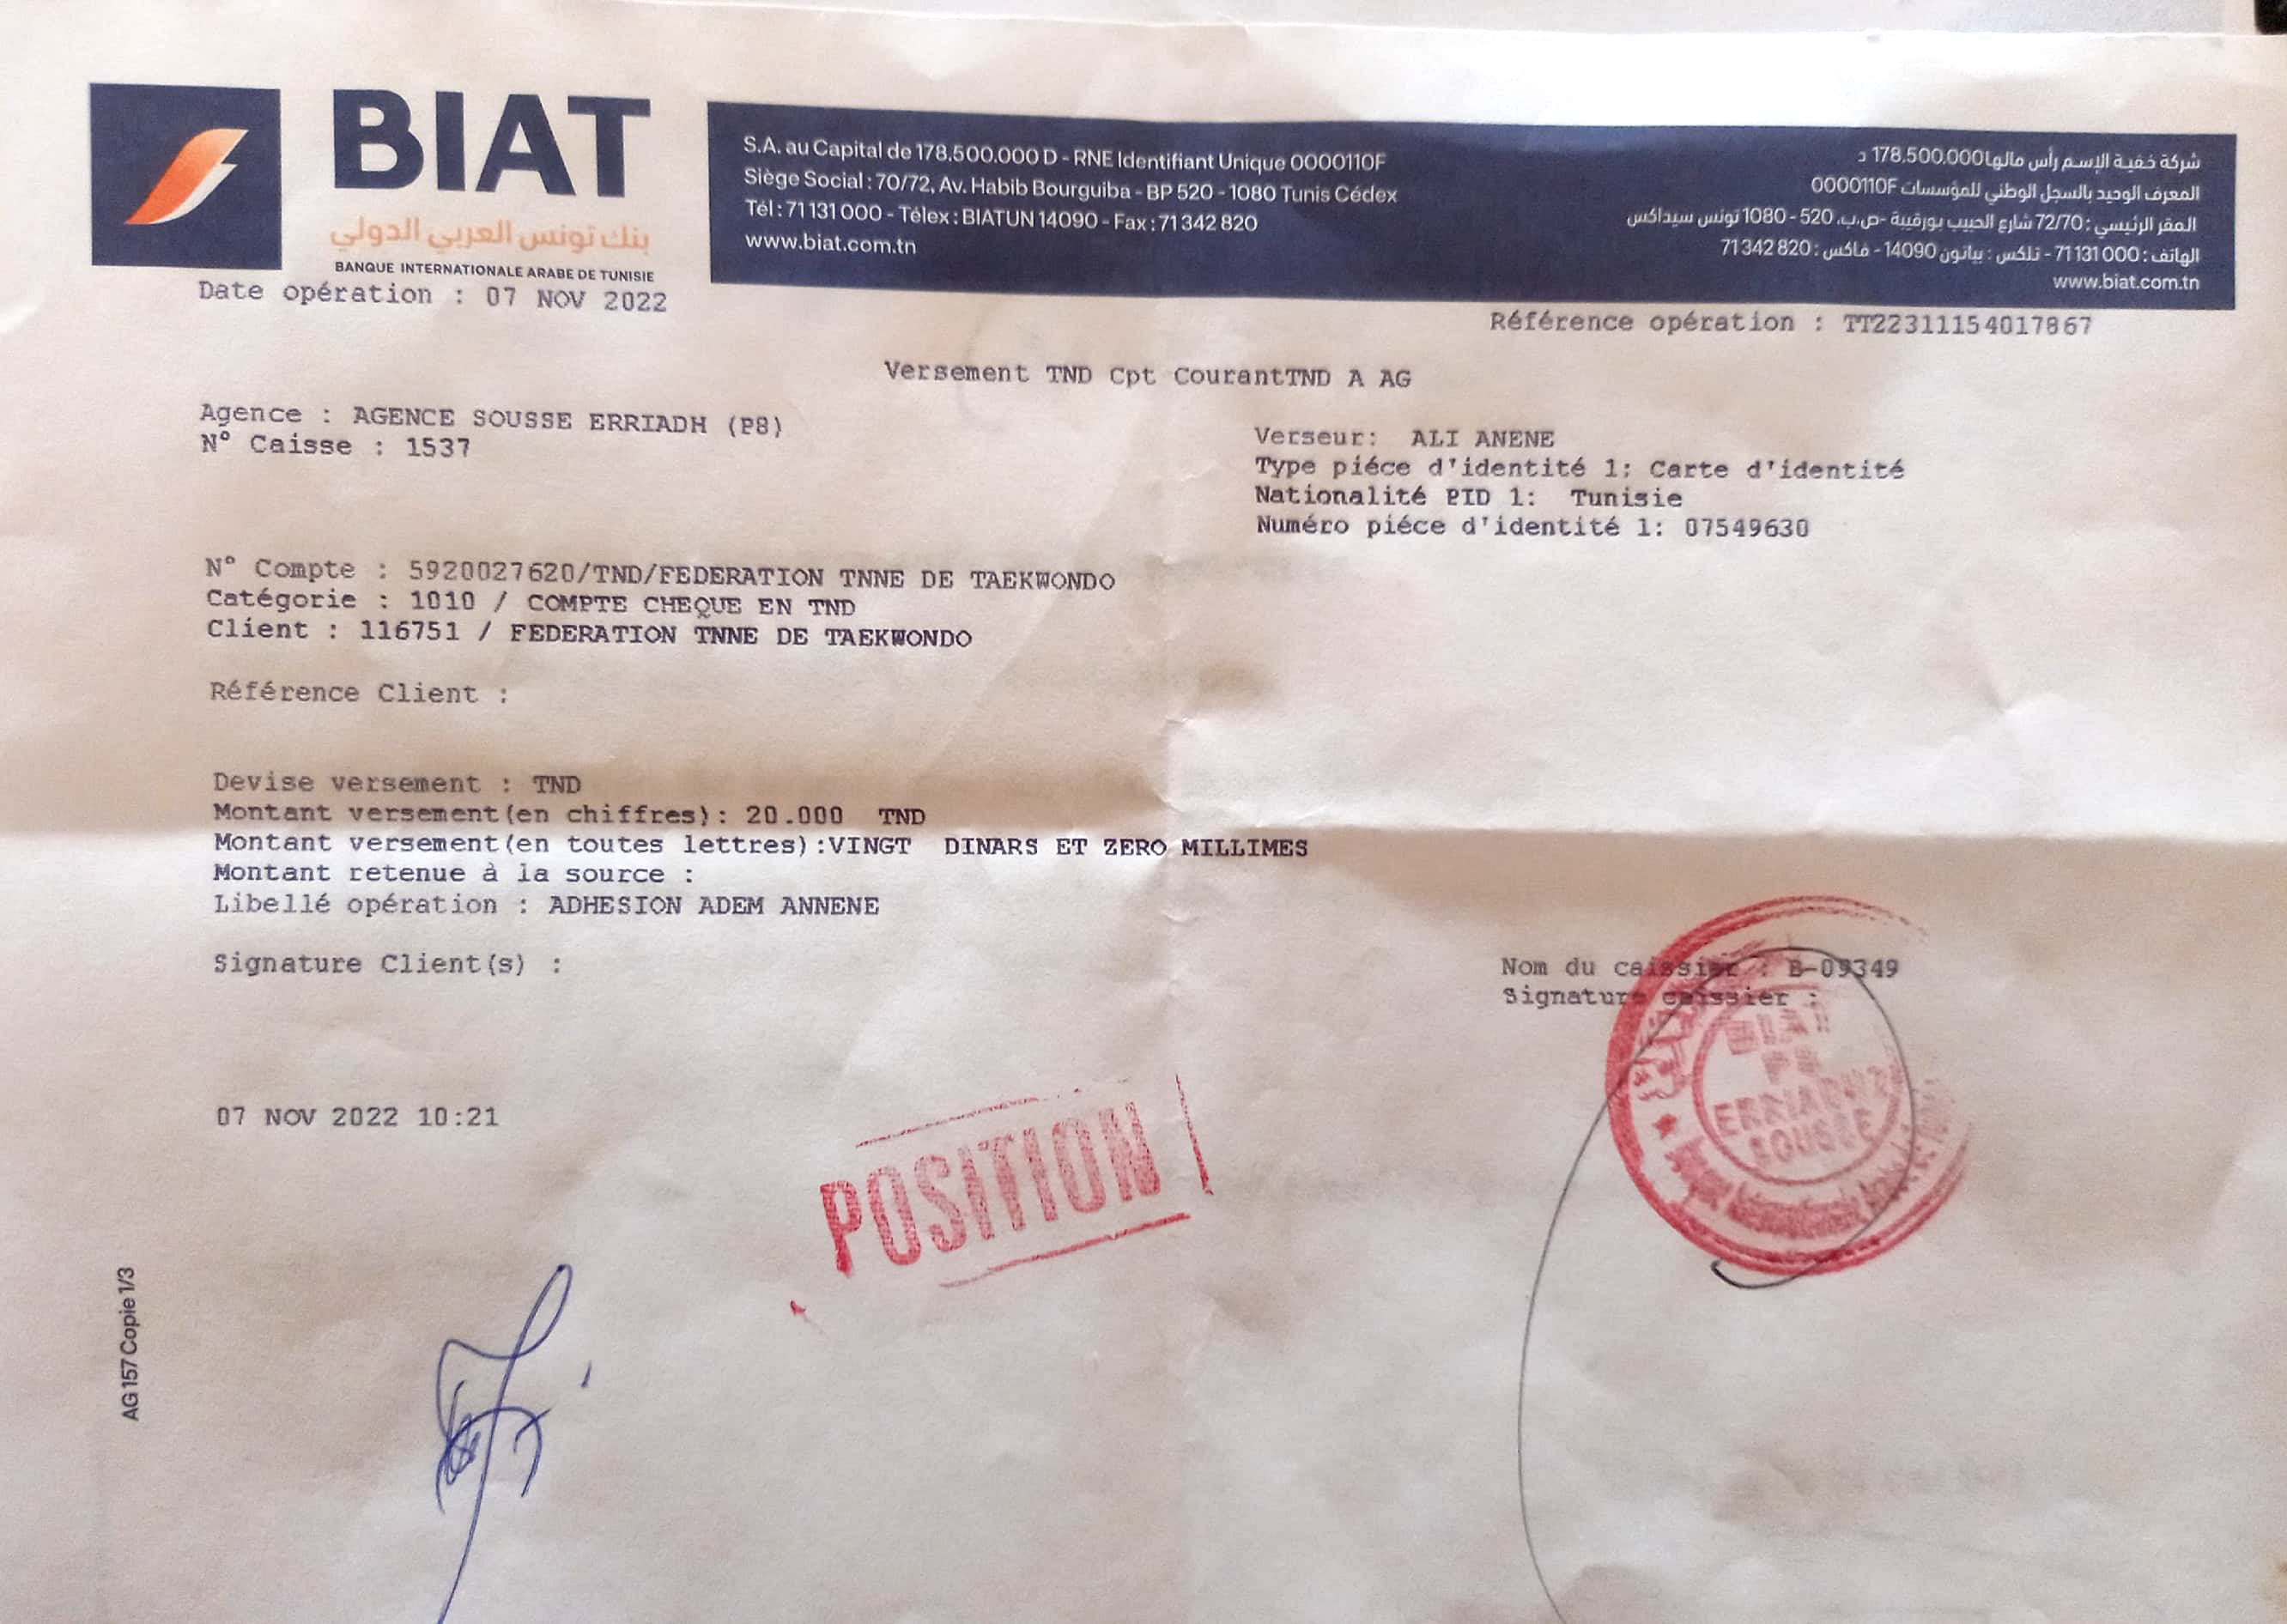 BIAT
بنك تونس العربي الدولي
BANQUE INTERNATIONALE ARABE DE TUNISIE
S.A. au Capital de 178.500.000 D - RNE Identifiant Unique 0000110F
Siège Social : 70/72, Av. Habib Bourguiba - BP 520 - 1080 Tunis Cédex
Tél : 71 131 000 - Télex : BIATUN 14090 - Fax : 71 342 820
www.biat.com.tn
شركة خفية الإسم رأس مالها 178.500.000 د
المعرف الوحيد بالسجل الوطني للمؤسسات 0000110F
المقر الرئيسي : 72/70 شارع الحبيب بورقيبة -ص.ب. 520 - 1080 تونس سيداكس
الهاتف : 71 131 000 - تلكس : بياتون 14090 - فاكس : 71 342 820
www.biat.com.tn
Date opération : 07 NOV 2022
Référence opération : TT22311154017867
Versement TND Cpt CourantTND A AG
Agence : AGENCE SOUSSE ERRIADH (P8)
N° Caisse : 1537
Verseur: ALI ANENE
Type piéce d'identité 1: Carte d'identité
Nationalité PID 1: Tunisie
Numéro piéce d'identité 1: 07549630
N° Compte : 5920027620/TND/FEDERATION TNNE DE TAEKWONDO
Catégorie : 1010 / COMPTE CHEQUE EN TND
Client : 116751 / FEDERATION TNNE DE TAEKWONDO
Référence Client :
Devise versement : TND
Montant versement(en chiffres): 20.000 TND
Montant versement(en toutes lettres):VINGT DINARS ET ZERO MILLIMES
Montant retenue à la source :
Libellé opération : ADHESION ADEM ANNENE
Signature Client(s) :
Nom du caissier : B-09349
Signature caissier :
BIAT
SOUSSE
Banque Internationale Arabe de
07 NOV 2022 10:21
POSITION
AG 157 Copie 1/3